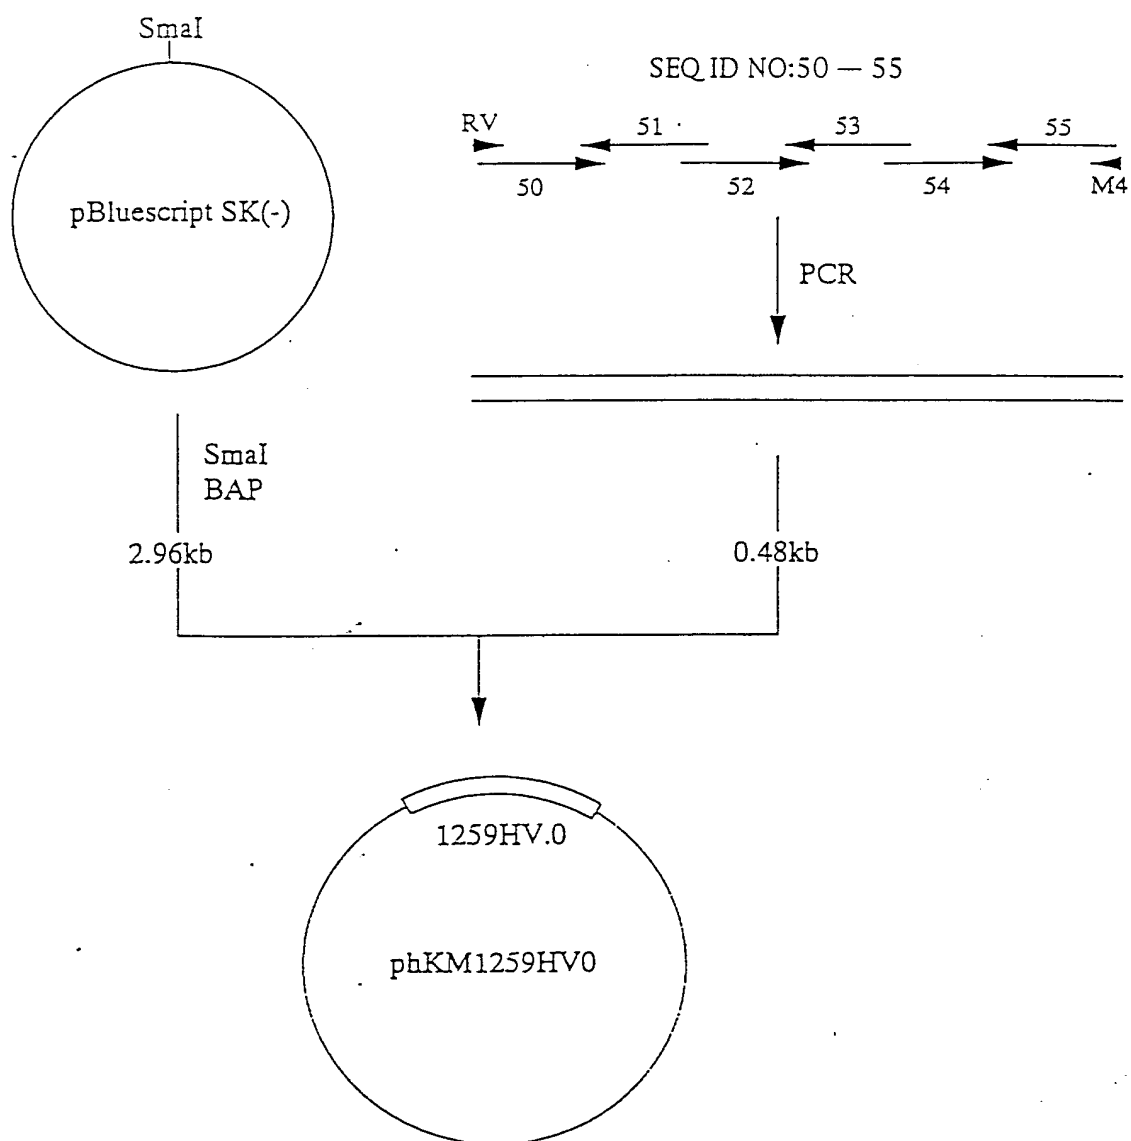 SmaI
pBluescript SK(-)
SEQ ID NO:50 — 55
RV
51
53
55
50
52
54
M4
PCR
SmaI
BAP
2.96kb
0.48kb
1259HV.0
phKM1259HV0